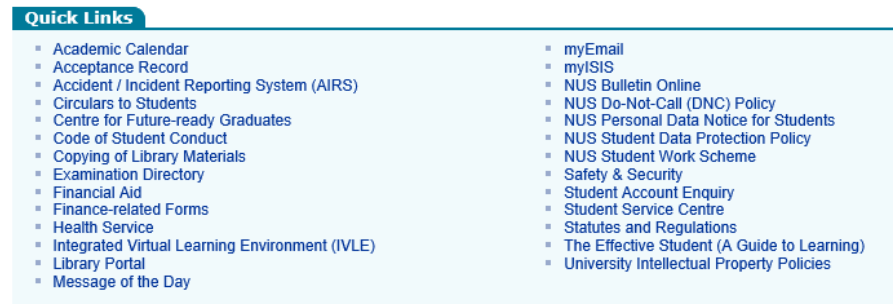 Quick Links
Academic Calendar
Acceptance Record
Accident / Incident Reporting System (AIRS)
Circulars to Students
Centre for Future-ready Graduates
Code of Student Conduct
Copying of Library Materials
Examination Directory
Financial Aid
Finance-related Forms
Health Service
Integrated Virtual Learning Environment (IVLE)
Library Portal
Message of the Day
myEmail
myISIS
NUS Bulletin Online
NUS Do-Not-Call (DNC) Policy
NUS Personal Data Notice for Students
NUS Student Data Protection Policy
NUS Student Work Scheme
Safety & Security
Student Account Enquiry
Student Service Centre
Statutes and Regulations
The Effective Student (A Guide to Learning)
University Intellectual Property Policies